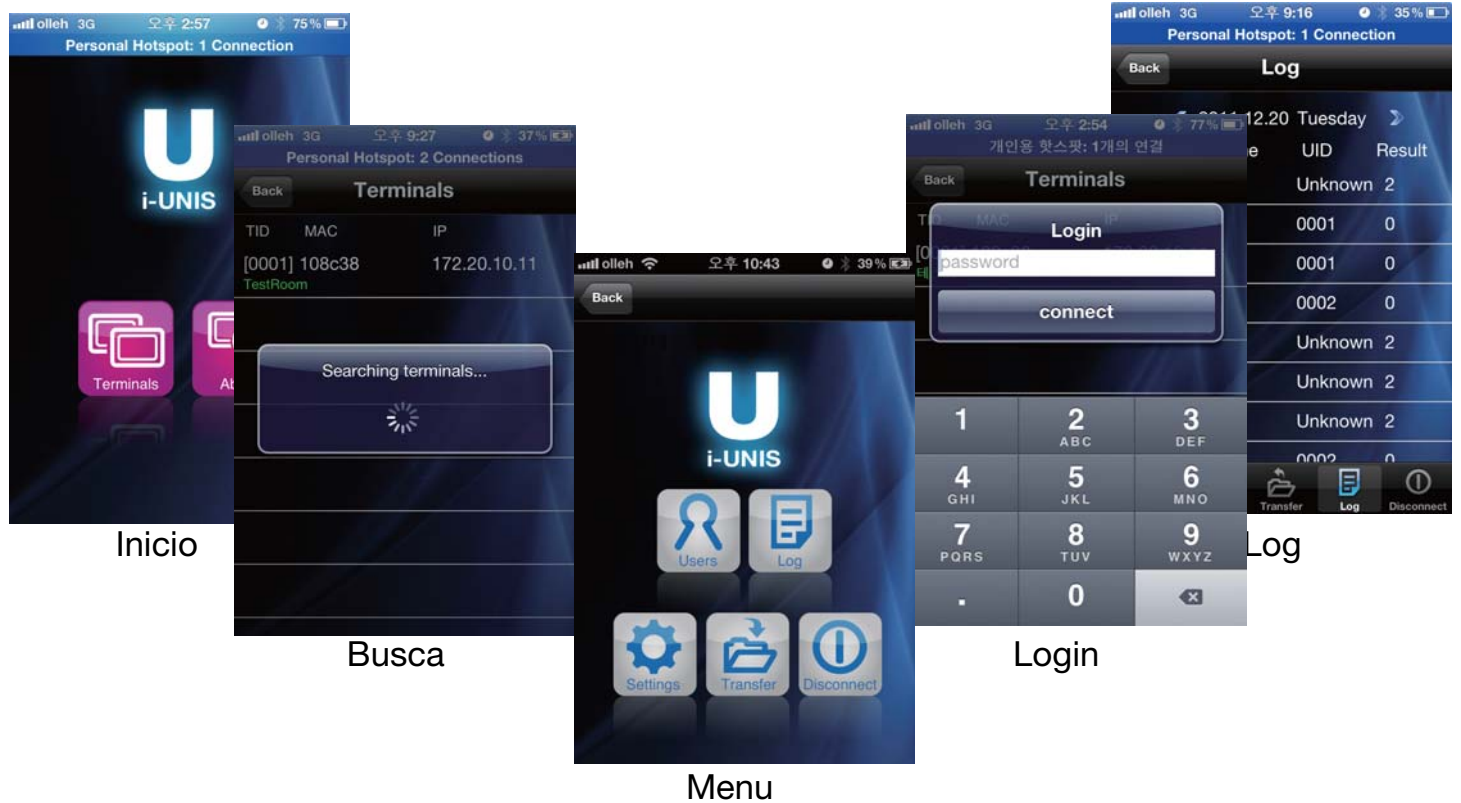 olleh 3G 오후 2:57 75%
Personal Hotspot: 1 Connection
U
i-UNIS
Terminals
Inicio
olleh 3G 오후 9:27 37%
Personal Hotspot: 2 Connections
Back Terminals
TID MAC IP
[0001] 108c38 172.20.10.11
TestRoom
Searching terminals...
Busca
olleh 오후 10:43 39%
Back
U
i-UNIS
Users Log
Settings Transfer Disconnect
Menu
olleh 3G 오후 2:54 77%
개인용 핫스팟: 1개의 연결
Back Terminals
TID MAC IP
Login
password
connect
1 2 3
ABC DEF
4 5 6
GHI JKL MNO
7 8 9
PQRS TUV WXYZ
. 0
Login
olleh 3G 오후 9:16 35%
Personal Hotspot: 1 Connection
Back Log
12.20 Tuesday
UID Result
Unknown 2
0001 0
0001 0
0002 0
Unknown 2
Unknown 2
Unknown 2
0002 0
Transfer Log Disconnect
Log